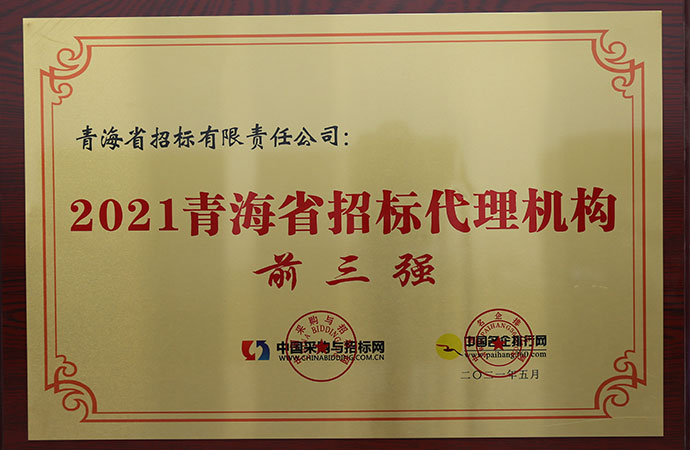 青海省招标有限责任公司:
2021青海省招标代理机构
前三强
中国采购与招标网
WWW.CHINABIDDING.COM.CN
中国名企排行网
二〇二一年五月